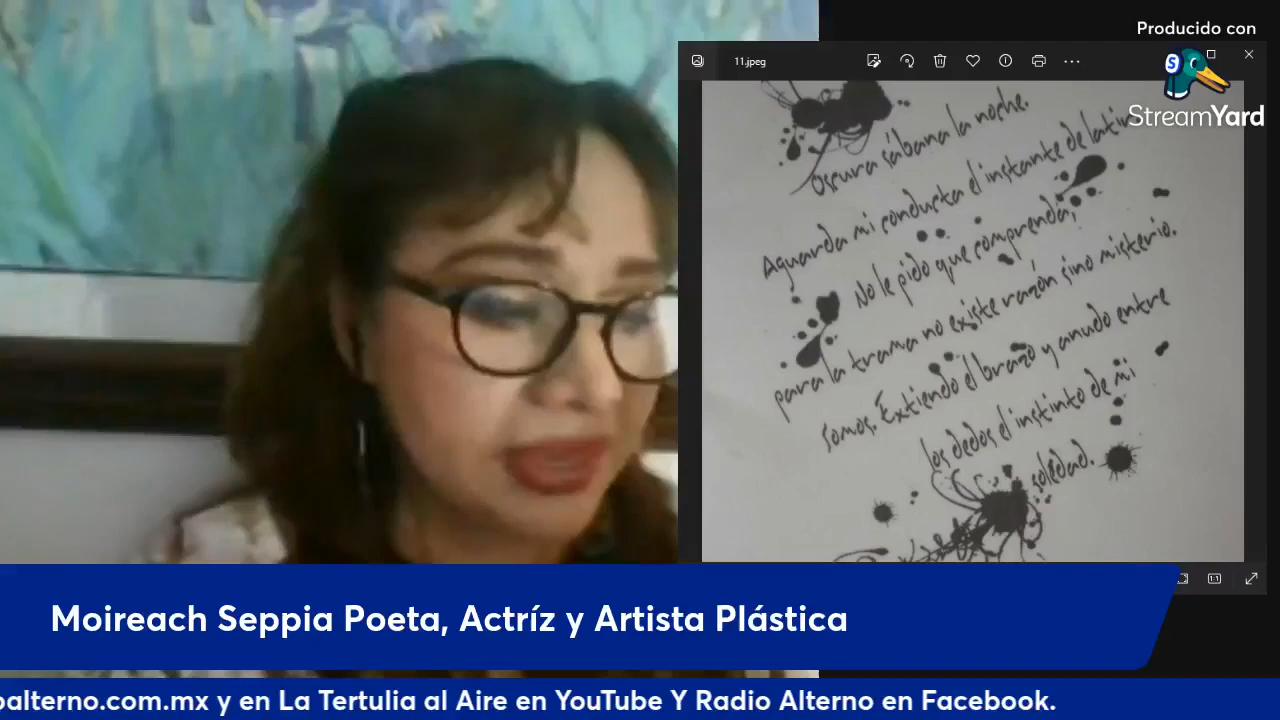 Producido con
StreamYard
11.jpeg
Oscura sábana la noche.
Aguarda mi conducta el instante de latir
No le pido que comprenda,
para la trama no existe razón sino misterio.
somos. Extiendo el brazo y anudo entre
los dedos el instinto de mi
soledad.
Moireach Seppia Poeta, Actríz y Artista Plástica
oalterno.com.mx y en La Tertulia al Aire en YouTube Y Radio Alterno en Facebook.